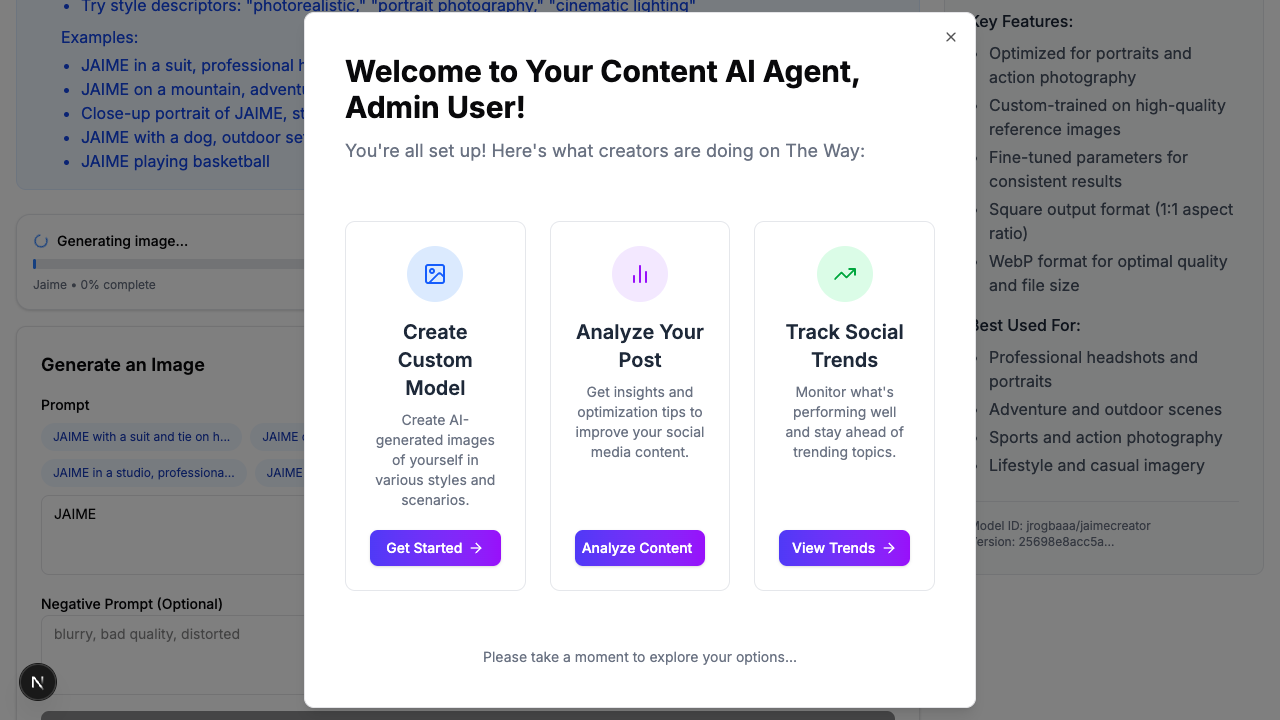 Try style descriptors: "photorealistic," "portrait photography," "cinematic lighting"
Examples:
JAIME in a suit, professional
JAIME on a mountain,
Close-up portrait of JAIME,
JAIME with a dog, outdoor
JAIME playing basketball
Generating image...
Jaime • 0% complete
Generate an Image
Prompt
JAIME with a suit and tie on h...
JAIME
JAIME in a studio, professiona...
JAIME
JAIME
Negative Prompt (Optional)
blurry, bad quality, distorted
N
Welcome to Your Content AI Agent,
Admin User!
You're all set up! Here's what creators are doing on The Way:
Create
Custom
Model
Create AI-
generated images
of yourself in
various styles and
scenarios.
Get Started →
Analyze Your
Post
Get insights and
optimization tips to
improve your social
media content.
Analyze Content
Track Social
Trends
Monitor what's
performing well
and stay ahead of
trending topics.
View Trends →
Please take a moment to explore your options...
Key Features:
Optimized for portraits and
action photography
Custom-trained on high-quality
reference images
Fine-tuned parameters for
consistent results
Square output format (1:1 aspect
ratio)
WebP format for optimal quality
and file size
Best Used For:
Professional headshots and
portraits
Adventure and outdoor scenes
Sports and action photography
Lifestyle and casual imagery
Model ID: jrogbaaa/jaimecreator
Version: 25698e8acc5a...